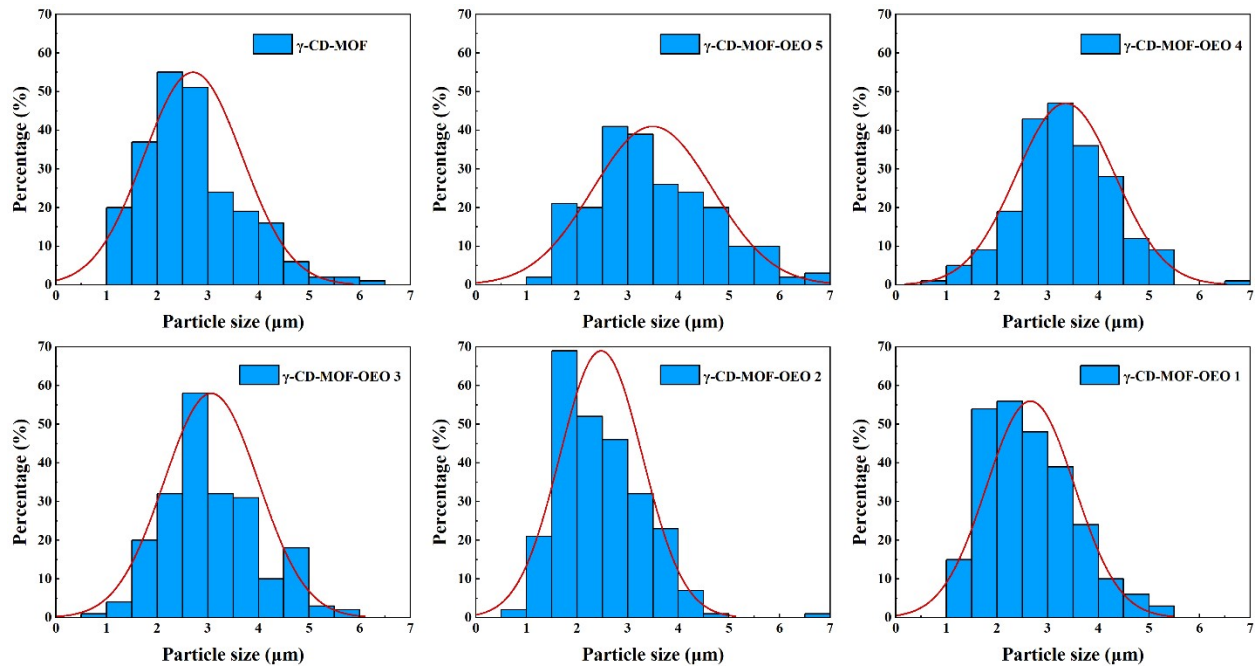 γ-CD-MOF
Percentage (%)
70
60
50
40
30
20
10
0
0 1 2 3 4 5 6 7
Particle size (μm)
γ-CD-MOF-OEO 5
Percentage (%)
70
60
50
40
30
20
10
0
0 1 2 3 4 5 6 7
Particle size (μm)
γ-CD-MOF-OEO 4
Percentage (%)
70
60
50
40
30
20
10
0
0 1 2 3 4 5 6 7
Particle size (μm)
γ-CD-MOF-OEO 3
Percentage (%)
70
60
50
40
30
20
10
0
0 1 2 3 4 5 6 7
Particle size (μm)
γ-CD-MOF-OEO 2
Percentage (%)
70
60
50
40
30
20
10
0
0 1 2 3 4 5 6 7
Particle size (μm)
γ-CD-MOF-OEO 1
Percentage (%)
70
60
50
40
30
20
10
0
0 1 2 3 4 5 6 7
Particle size (μm)